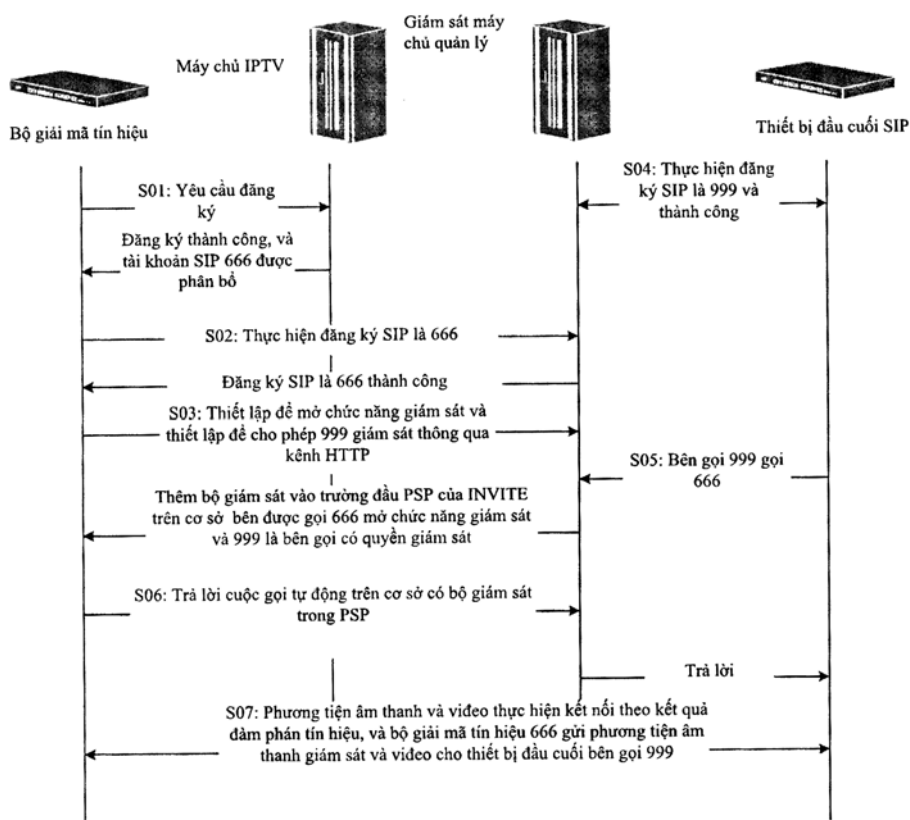 Giám sát máy
chủ quản lý
Máy chủ IPTV
Bộ giải mã tín hiệu
Thiết bị đầu cuối SIP
S01: Yêu cầu đăng
ký
S04: Thực hiện đăng
ký SIP là 999 và
thành công
Đăng ký thành công, và
tài khoản SIP 666 được
phân bổ
S02: Thực hiện đăng ký SIP là 666
Đăng ký SIP là 666 thành công
S03: Thiết lập để mở chức năng giám sát và
thiết lập để cho phép 999 giám sát thông qua
kênh HTTP
S05: Bên gọi 999 gọi
666
Thêm bộ giám sát vào trường đầu PSP của INVITE
trên cơ sở bên được gọi 666 mở chức năng giám sát
và 999 là bên gọi có quyền giám sát
S06: Trả lời cuộc gọi tự động trên cơ sở có bộ giám sát
trong PSP
Trả lời
S07: Phương tiện âm thanh và video thực hiện kết nối theo kết quả
đàm phán tín hiệu, và bộ giải mã tín hiệu 666 gửi phương tiện âm
thanh giám sát và video cho thiết bị đầu cuối bên gọi 999